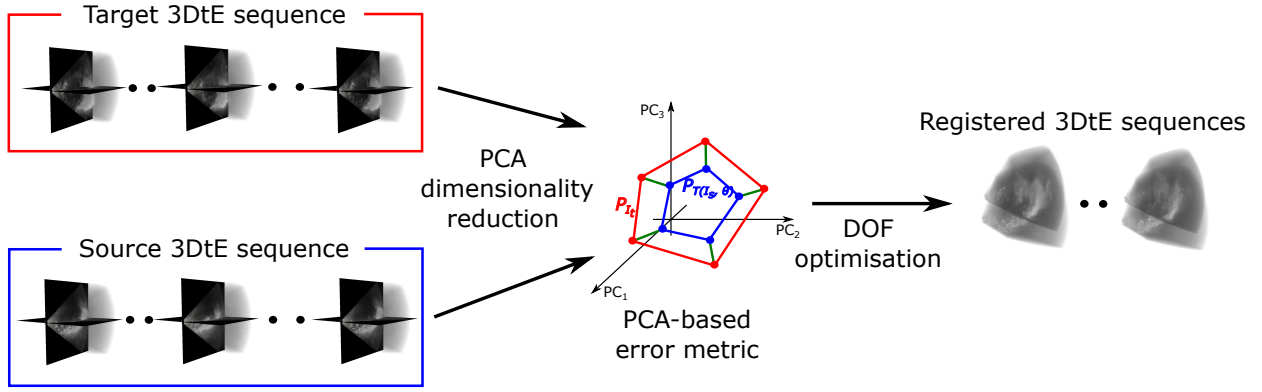 Target 3DtE sequence
PCA
dimensionality
reduction
Source 3DtE sequence
PC3
P_It
P_T(Is, θ)
PC2
PC1
PCA-based
error metric
DOF
optimisation
Registered 3DtE sequences